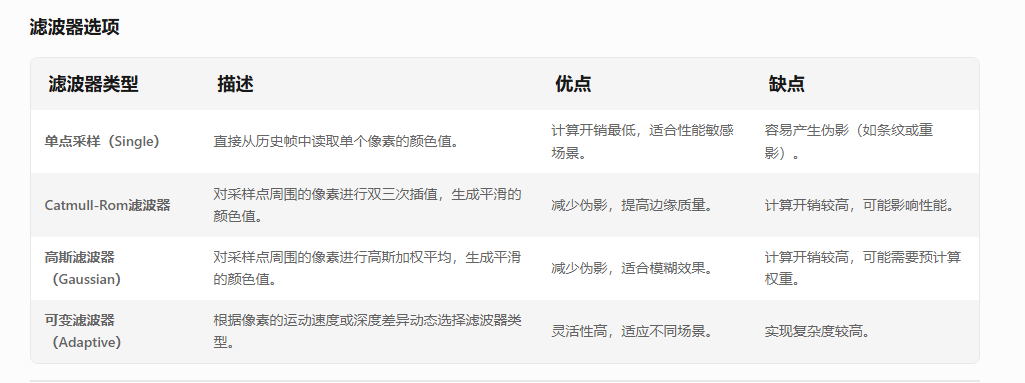 滤波器选项
滤波器类型 描述 优点 缺点
单点采样（Single） 直接从历史帧中读取单个像素的颜色值。 计算开销最低，适合性能敏感
场景。 容易产生伪影（如条纹或重
影）。
Catmull-Rom滤波器 对采样点周围的像素进行双三次插值，生成平滑的
颜色值。 减少伪影，提高边缘质量。 计算开销较高，可能影响性能。
高斯滤波器
（Gaussian） 对采样点周围的像素进行高斯加权平均，生成平滑
的颜色值。 减少伪影，适合模糊效果。 计算开销较高，可能需要预计算
权重。
可变滤波器
（Adaptive） 根据像素的运动速度或深度差异动态选择滤波器类
型。 灵活性高，适应不同场景。 实现复杂度较高。